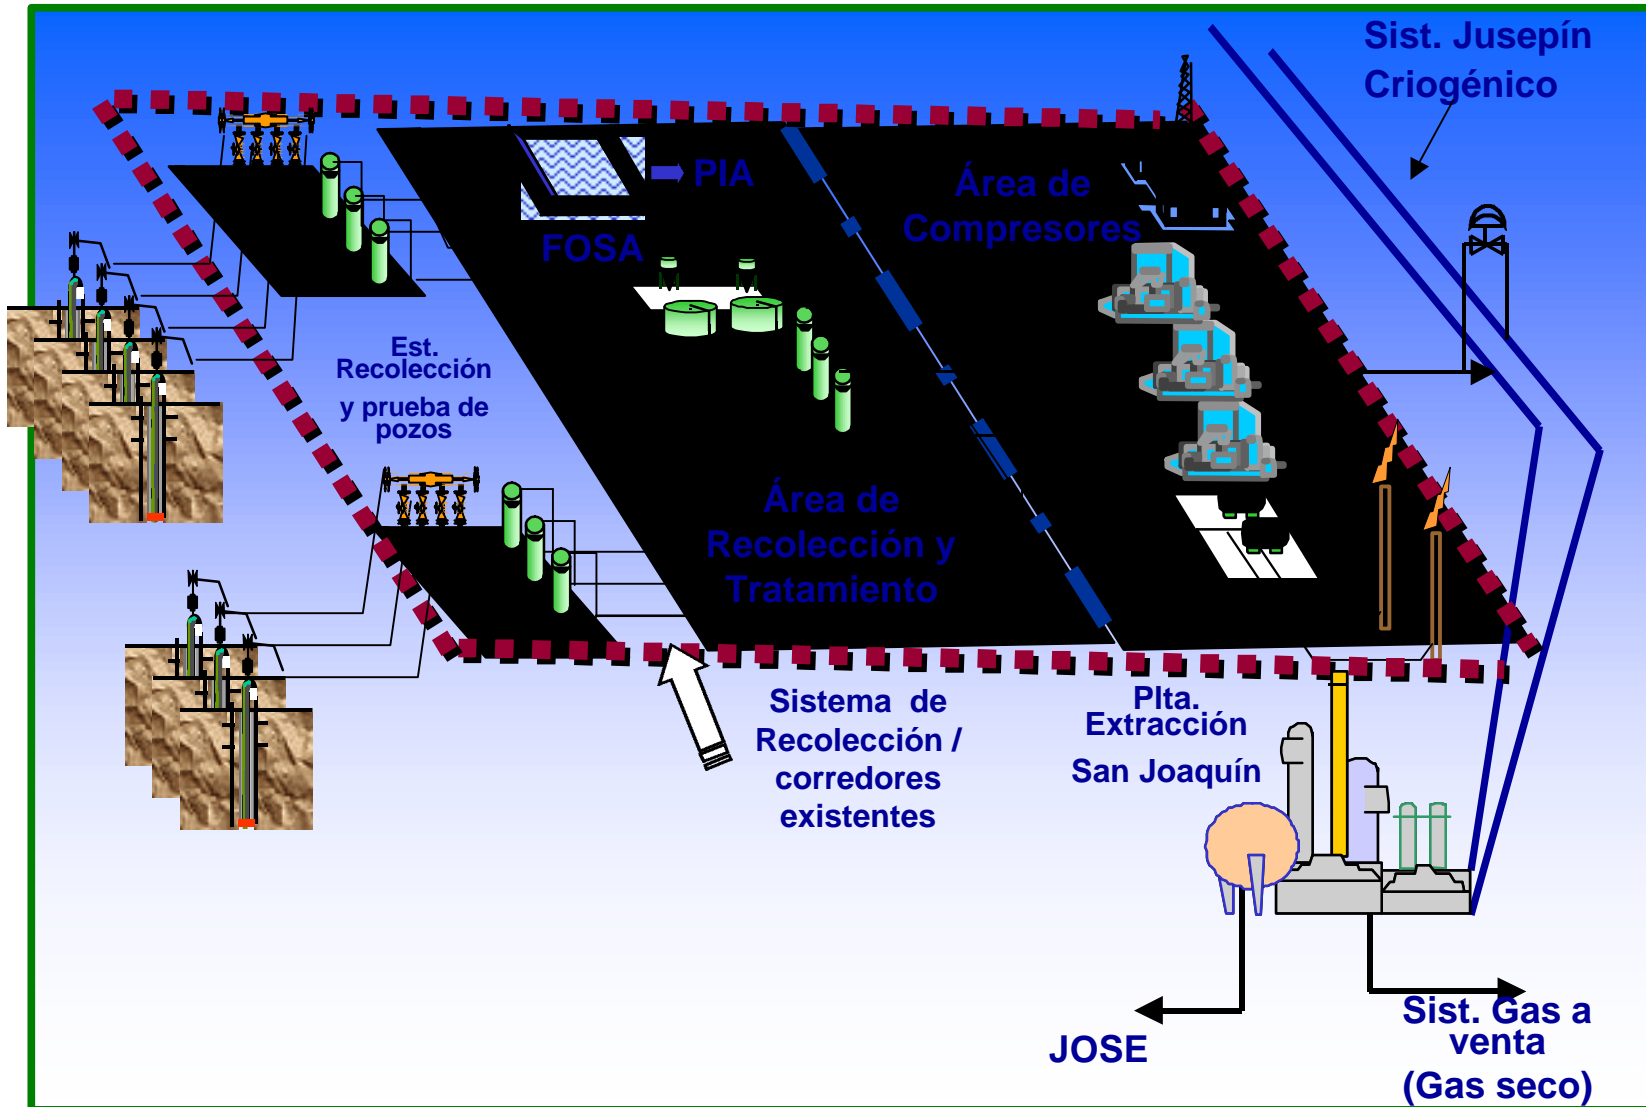 Sist. Jusepín
Criogénico
PIA
FOSA
Área de
Compresores
Est.
Recolección
y prueba de
pozos
Área de
Recolección y
Tratamiento
Sistema de
Recolección /
corredores
existentes
Plta.
Extracción
San Joaquín
JOSE
Sist. Gas a
venta
(Gas seco)